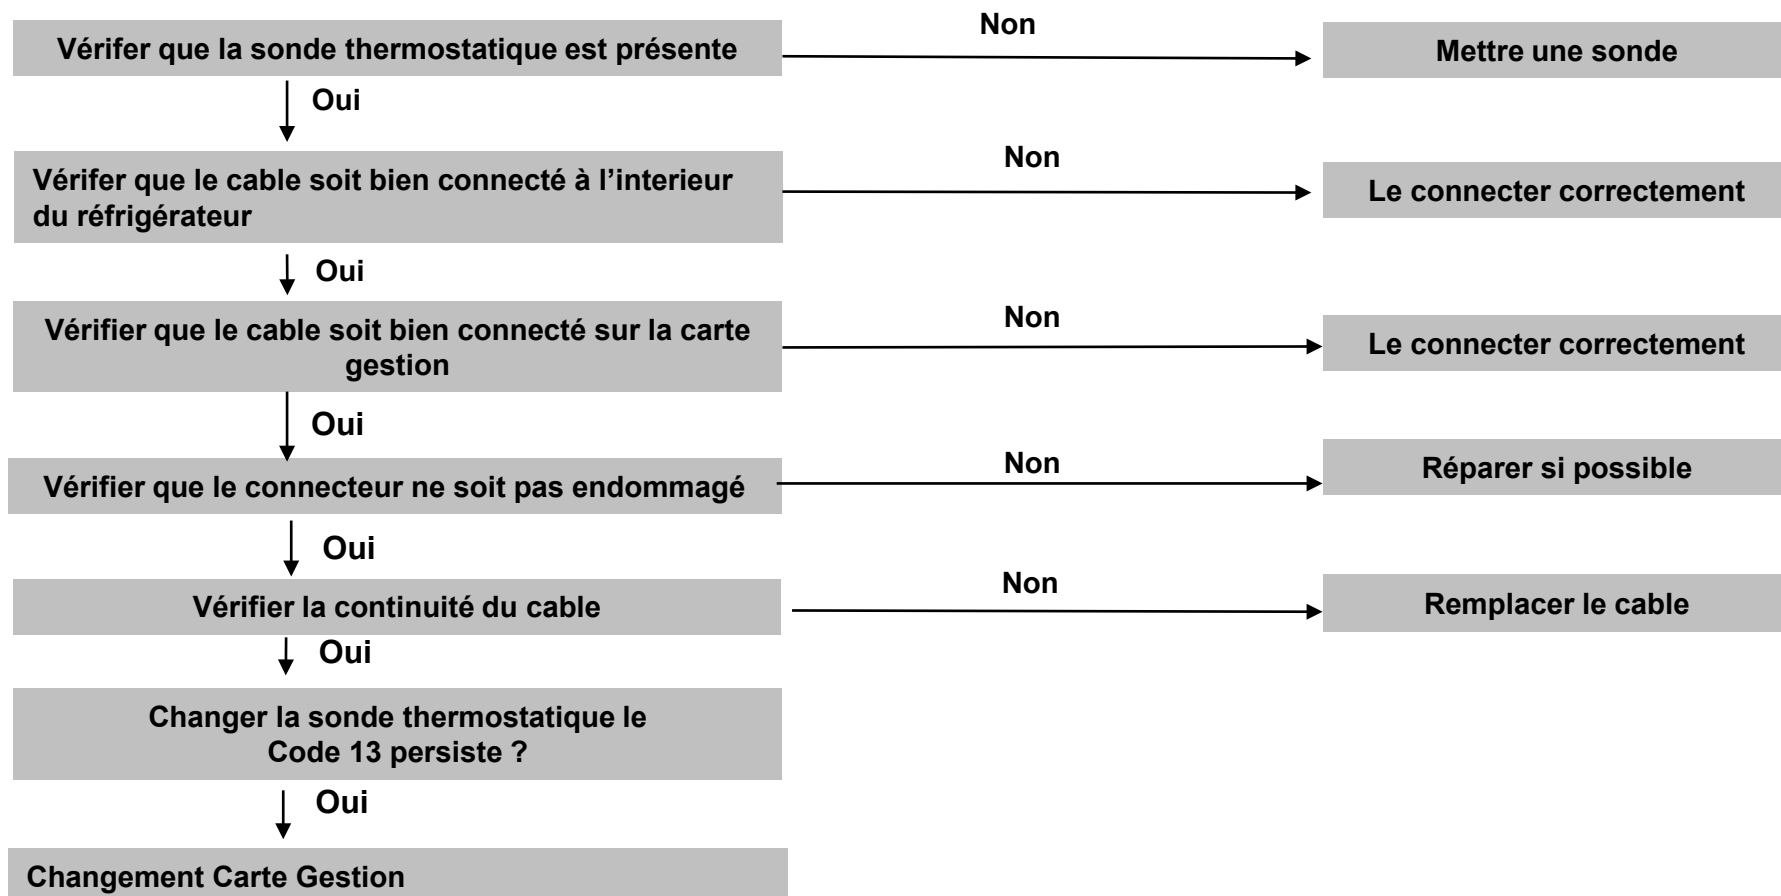 Non
Vérifer que la sonde thermostatique est présente
Mettre une sonde
Oui
Non
Vérifer que le cable soit bien connecté à l’interieur
du réfrigérateur
Le connecter correctement
Oui
Non
Vérifier que le cable soit bien connecté sur la carte
gestion
Le connecter correctement
Oui
Non
Vérifier que le connecteur ne soit pas endommagé
Réparer si possible
Oui
Non
Vérifier la continuité du cable
Remplacer le cable
Oui
Changer la sonde thermostatique le
Code 13 persiste ?
Oui
Changement Carte Gestion